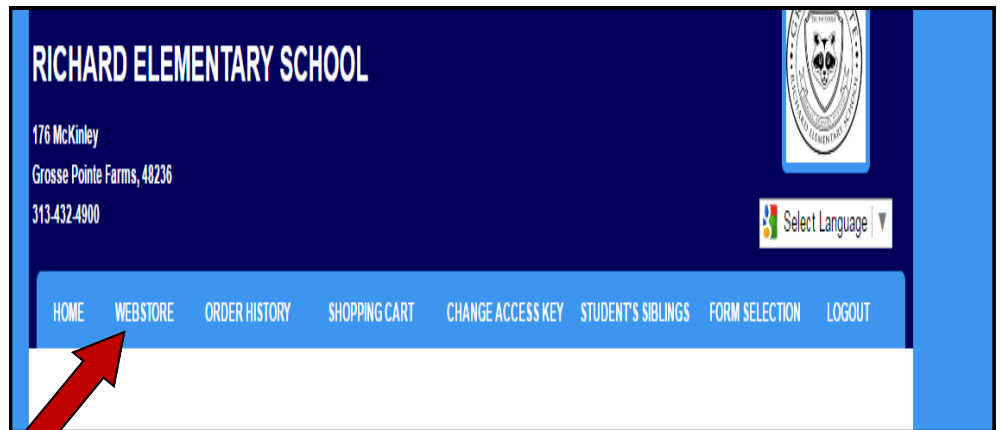 RICHARD ELEMENTARY SCHOOL
176 McKinley
Grosse Pointe Farms, 48236
313-432-4900
Select Language
HOME WEBSTORE ORDER HISTORY SHOPPING CART CHANGE ACCESS KEY STUDENT'S SIBLINGS FORM SELECTION LOGOUT